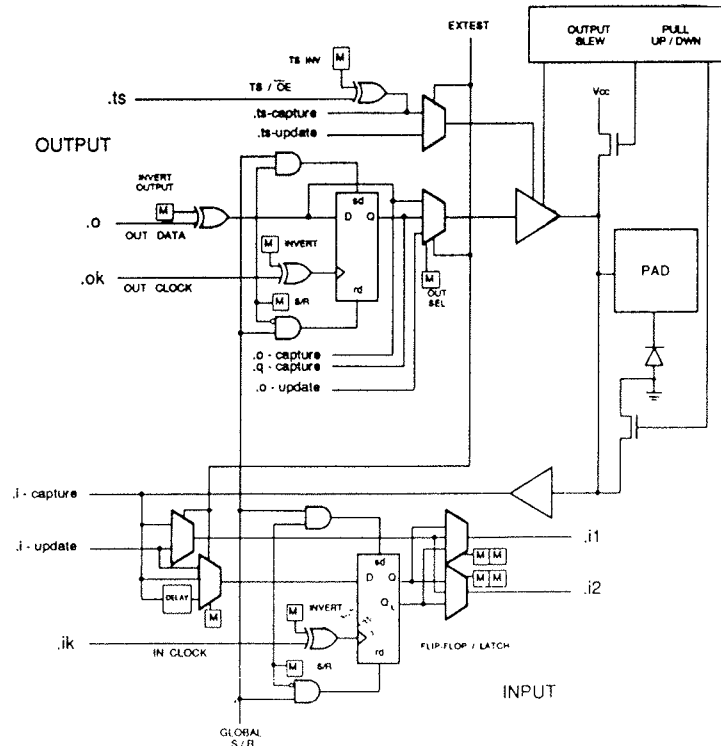 EXTEST
OUTPUT SLEW
PULL UP / DWN
TS INV
M
TS / OE
.ts
.ts-capture
.ts-update
Vcc
OUTPUT
INVERT OUTPUT
M
.o
OUT DATA
sd
D Q
M INVERT
.ok
OUT CLOCK
M S/R
rd
M
OUT SEL
PAD
.o - capture
.q - capture
.o - update
.i - capture
.i - update
DELAY
M
sd
D Q
Q L
M M
M M
.i1
.i2
M INVERT
.ik
IN CLOCK
M S/R
rd
FLIP-FLOP / LATCH
INPUT
GLOBAL S / R